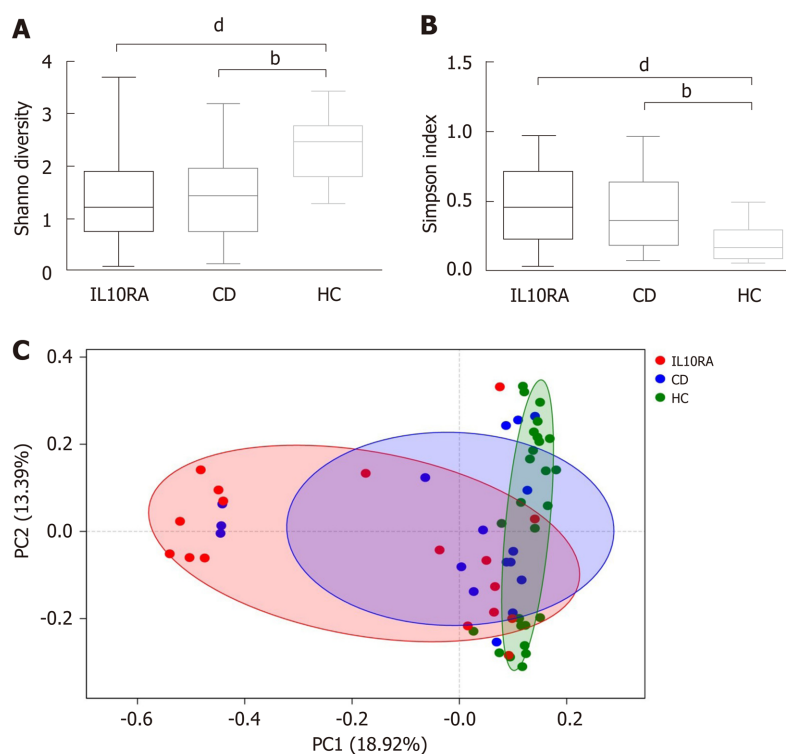 A
d
b
Shanno diversity
4
3
2
1
0
IL10RA CD HC
B
d
b
Simpson index
1.5
1.0
0.5
0.0
IL10RA CD HC
C
PC2 (13.39%)
0.4
0.2
0.0
-0.2
-0.6 -0.4 -0.2 -0.0 0.2
PC1 (18.92%)
IL10RA
CD
HC